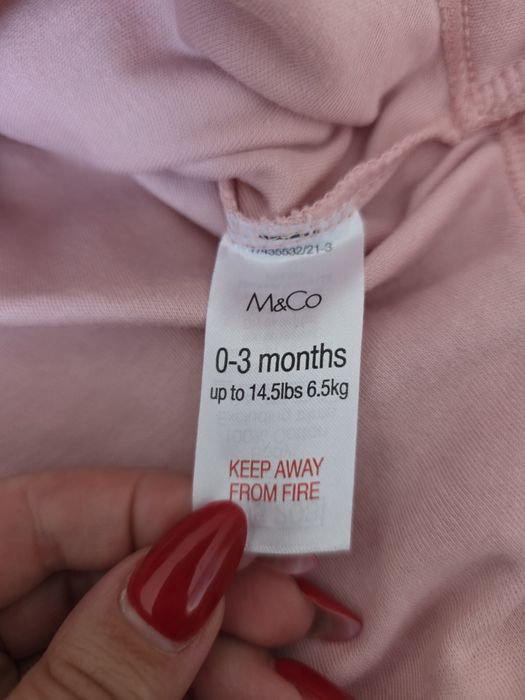 M&Co
0-3 months
up to 14.5lbs 6.5kg
KEEP AWAY
FROM FIRE